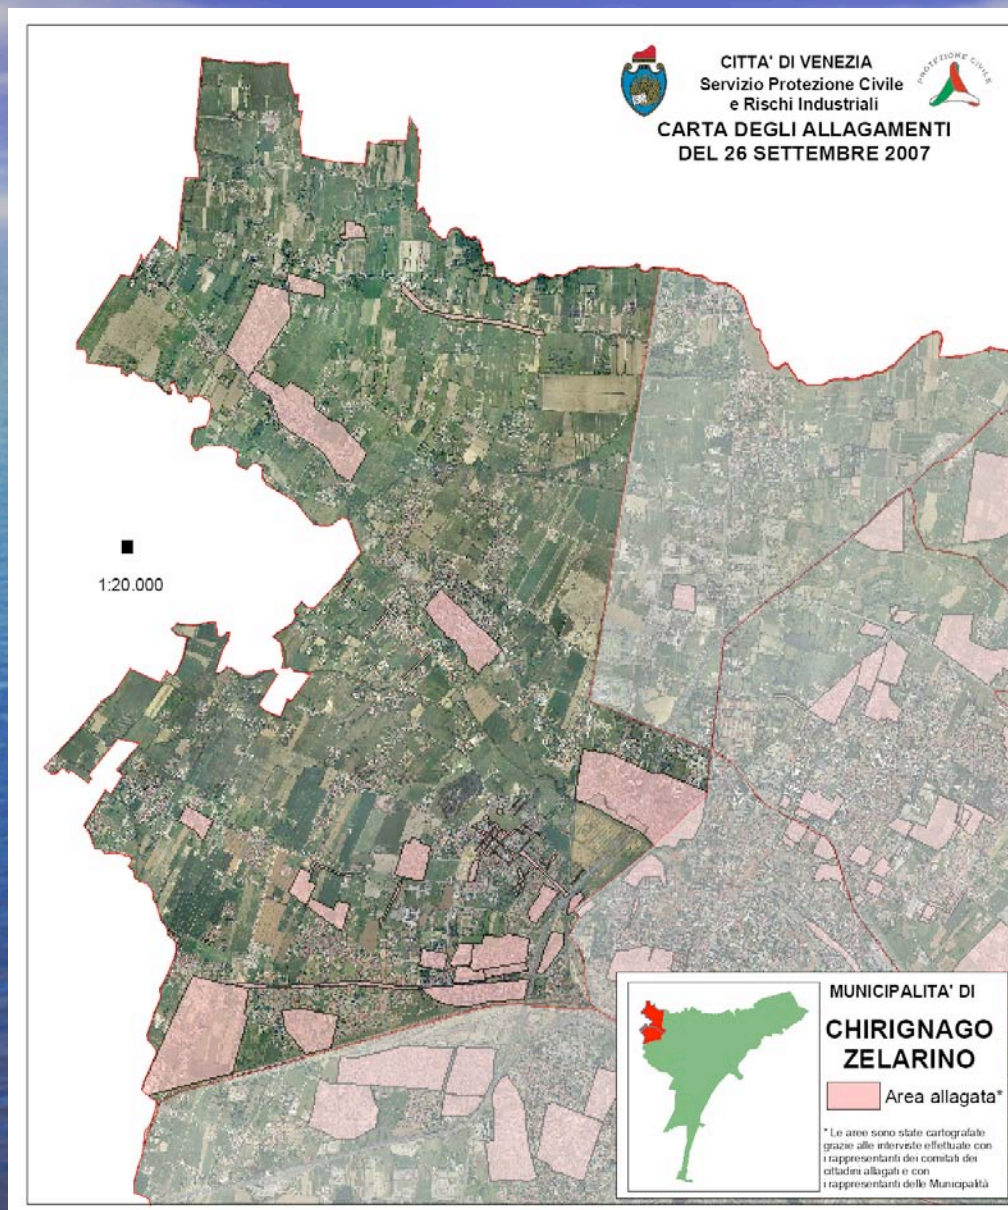 CITTA' DI VENEZIA
Servizio Protezione Civile
e Rischi Industriali
CARTA DEGLI ALLAGAMENTI
DEL 26 SETTEMBRE 2007
PROTEZIONE CIVILE
1:20.000
MUNICIPALITA' DI
CHIRIGNAGO
ZELARINO
Area allagata*
* Le aree sono state cartografate
grazie alle interviste effettuate con
i rappresentanti dei comitati dei
cittadini allagati e con
i rappresentanti delle Municipalità